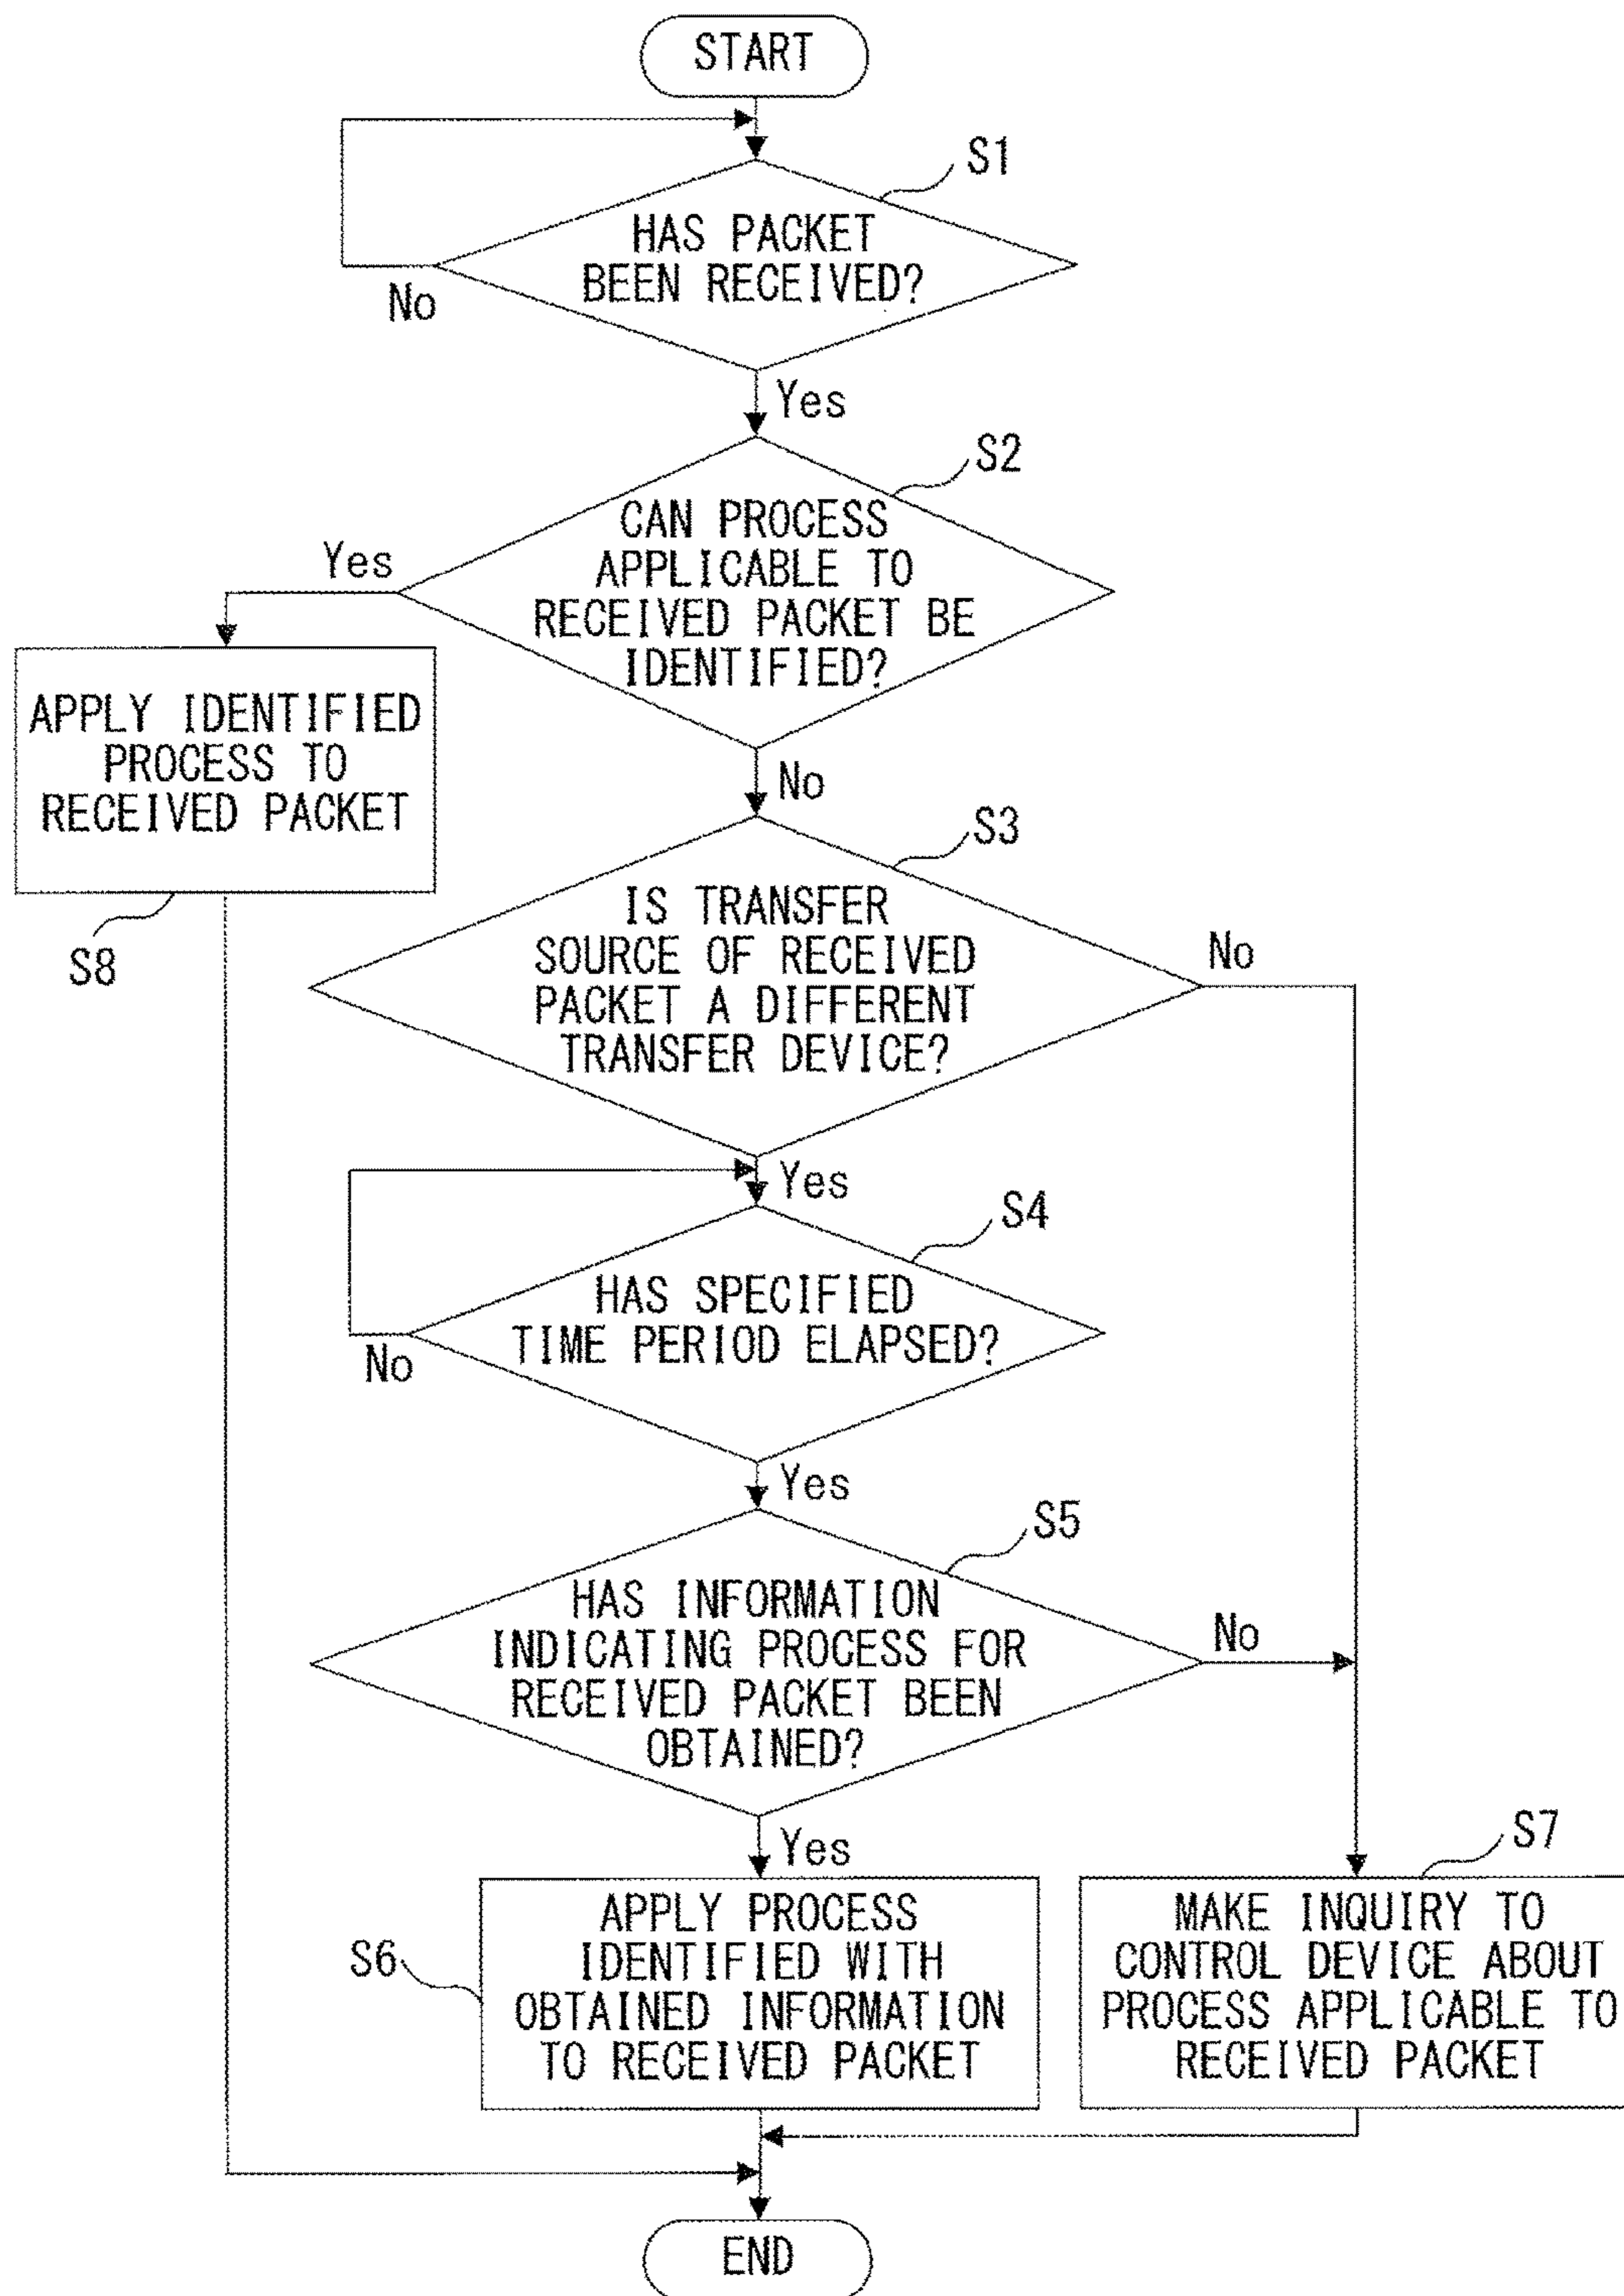 START
S1
HAS PACKET
BEEN RECEIVED?
No
Yes
S2
CAN PROCESS
APPLICABLE TO
RECEIVED PACKET BE
IDENTIFIED?
Yes
APPLY IDENTIFIED
PROCESS TO
RECEIVED PACKET
S8
No
S3
IS TRANSFER
SOURCE OF RECEIVED
PACKET A DIFFERENT
TRANSFER DEVICE?
No
Yes
S4
HAS SPECIFIED
TIME PERIOD ELAPSED?
No
Yes
S5
HAS INFORMATION
INDICATING PROCESS FOR
RECEIVED PACKET BEEN
OBTAINED?
No
Yes
S6
APPLY PROCESS
IDENTIFIED WITH
OBTAINED INFORMATION
TO RECEIVED PACKET
S7
MAKE INQUIRY TO
CONTROL DEVICE ABOUT
PROCESS APPLICABLE TO
RECEIVED PACKET
END